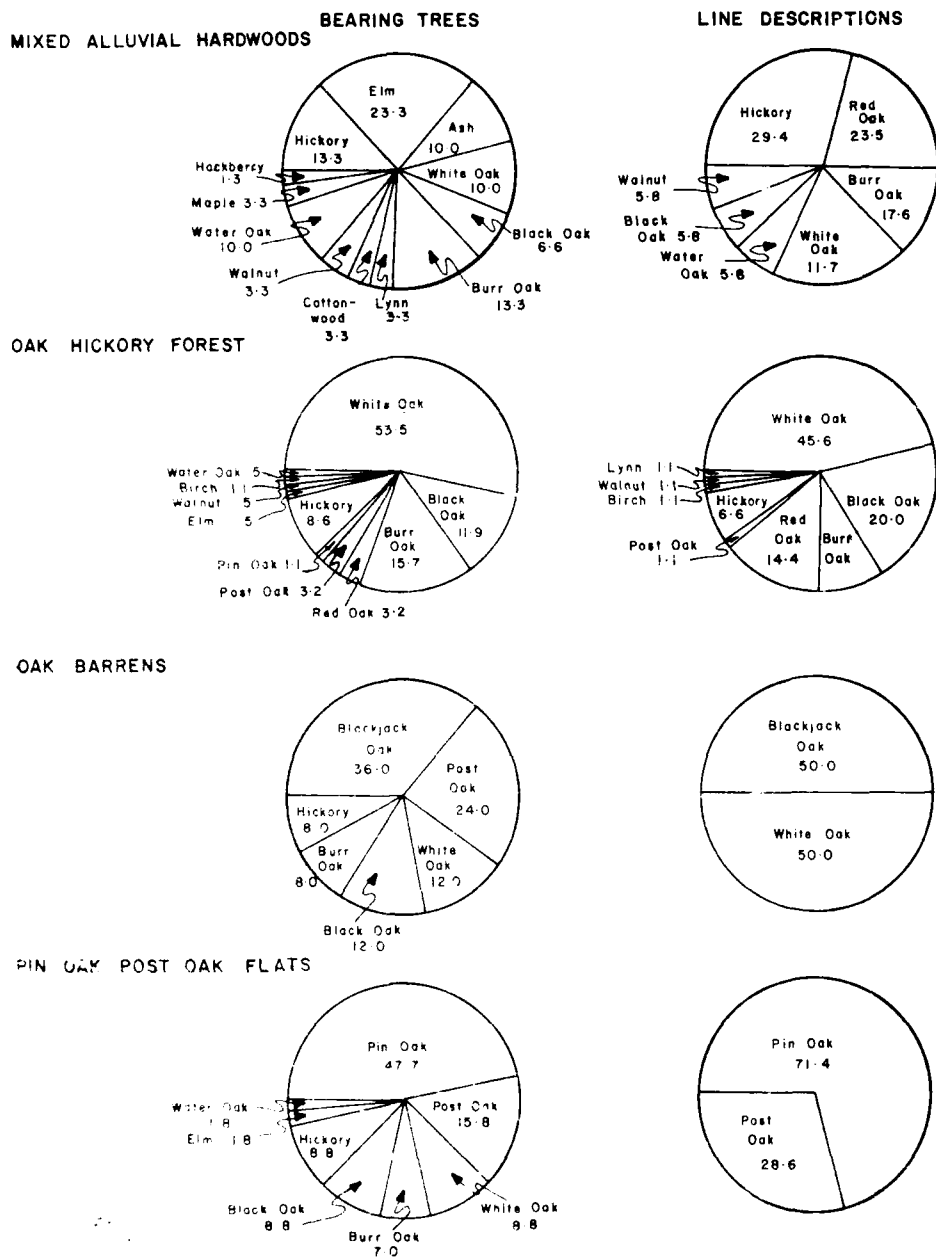 BEARING TREES
LINE DESCRIPTIONS
MIXED ALLUVIAL HARDWOODS
Elm
23.3
Ash
10.0
White Oak
10.0
Black Oak
6.6
Burr Oak
13.3
Lynn
3.3
Cotton-
wood
3.3
Walnut
3.3
Water Oak
10.0
Maple 3.3
Hackberry
1.3
Hickory
13.3
Hickory
29.4
Red
Oak
23.5
Burr
Oak
17.6
White
Oak
11.7
Water
Oak 5.8
Black
Oak 5.8
Walnut
5.8
OAK HICKORY FOREST
White Oak
53.5
Black
Oak
11.9
Burr
Oak
15.7
Red Oak 3.2
Post Oak 3.2
Pin Oak 1.1
Hickory
8.6
Elm .5
Walnut .5
Birch 1.1
Water Oak .5
White Oak
45.6
Black Oak
20.0
Burr
Oak
Red
Oak
14.4
Post Oak
1.1
Hickory
6.6
Birch 1.1
Walnut 1.1
Lynn 1.1
OAK BARRENS
Blackjack
Oak
36.0
Post
Oak
24.0
White
Oak
12.0
Black Oak
12.0
Burr
Oak
8.0
Hickory
8.0
Blackjack
Oak
50.0
White Oak
50.0
PIN OAK POST OAK FLATS
Pin Oak
47.7
Post Oak
15.8
White Oak
8.8
Burr Oak
7.0
Black Oak
8.8
Hickory
8.8
Elm 1.8
Water Oak
1.8
Pin Oak
71.4
Post
Oak
28.6